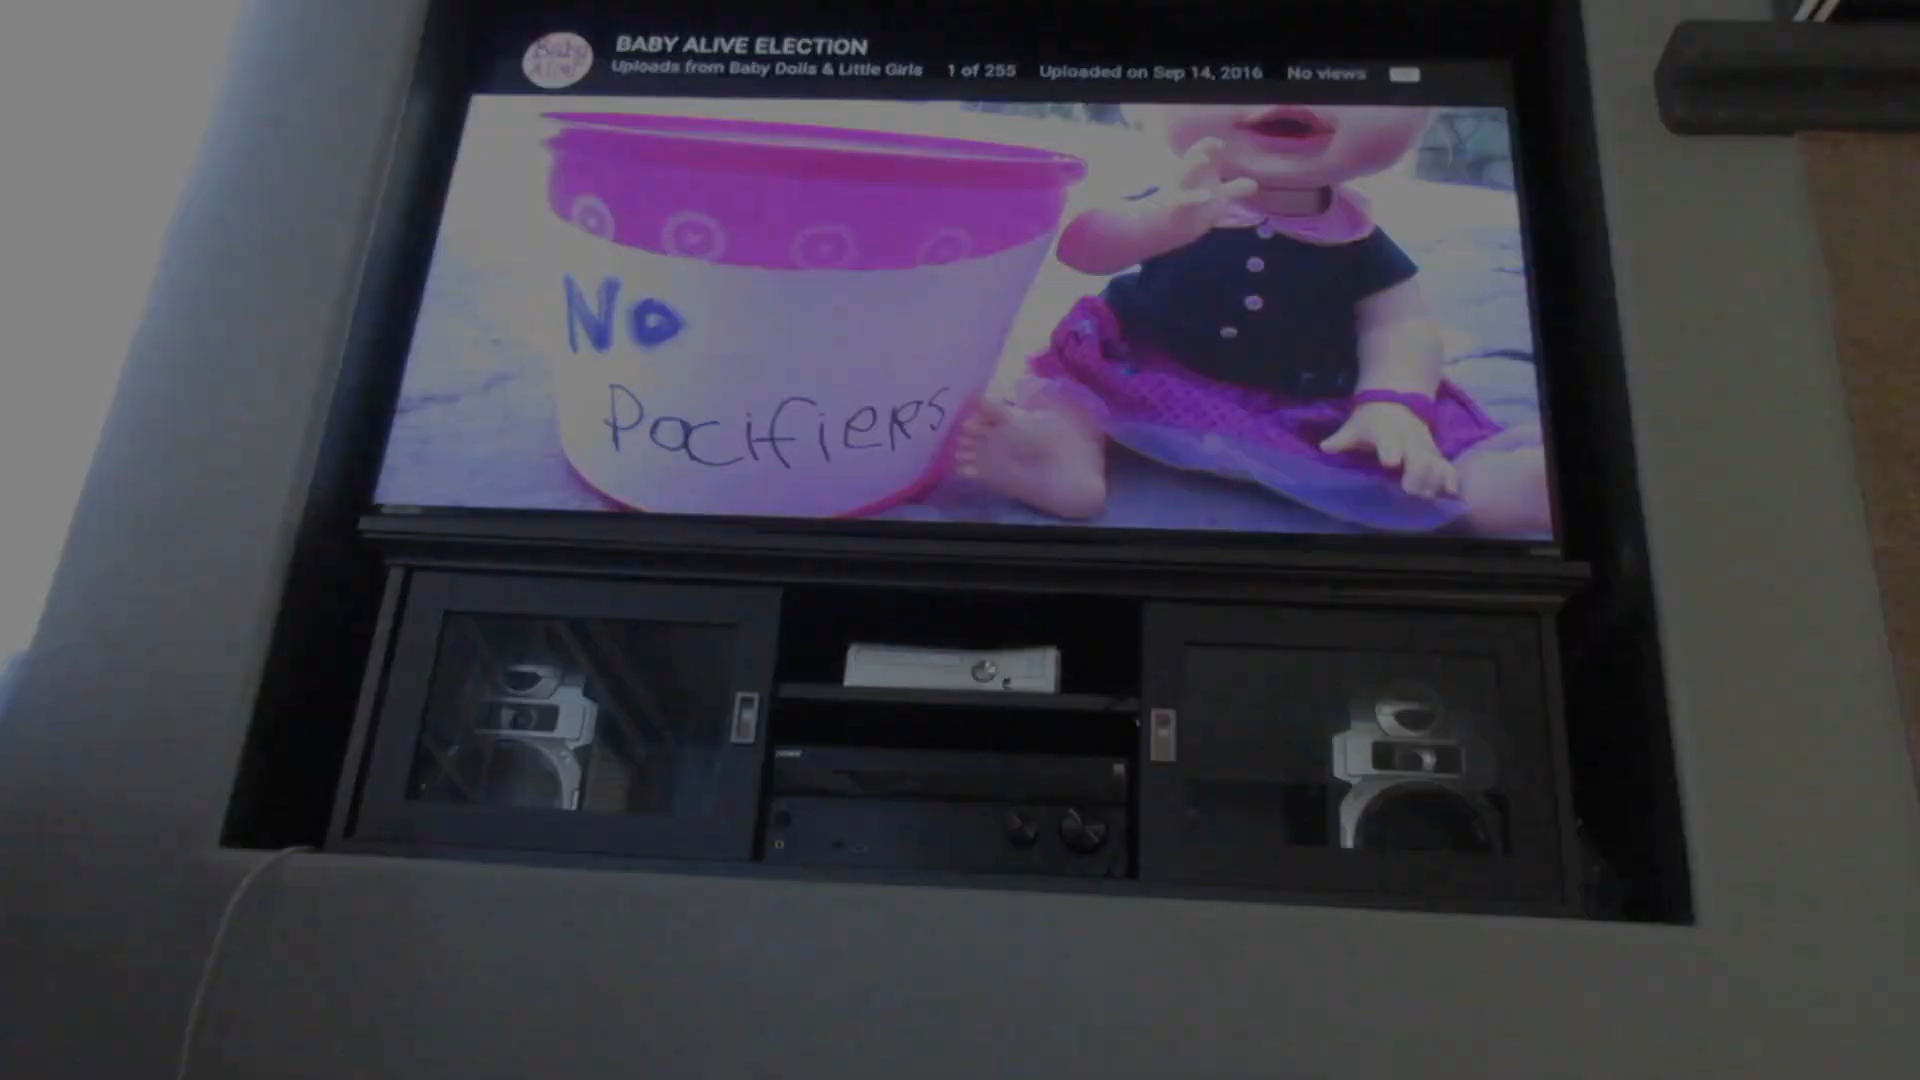 Baby
Alive!
BABY ALIVE ELECTION
Uploads from Baby Dolls & Little Girls 1 of 255 Uploaded on Sep 14, 2016 No views
No
Pacifiers